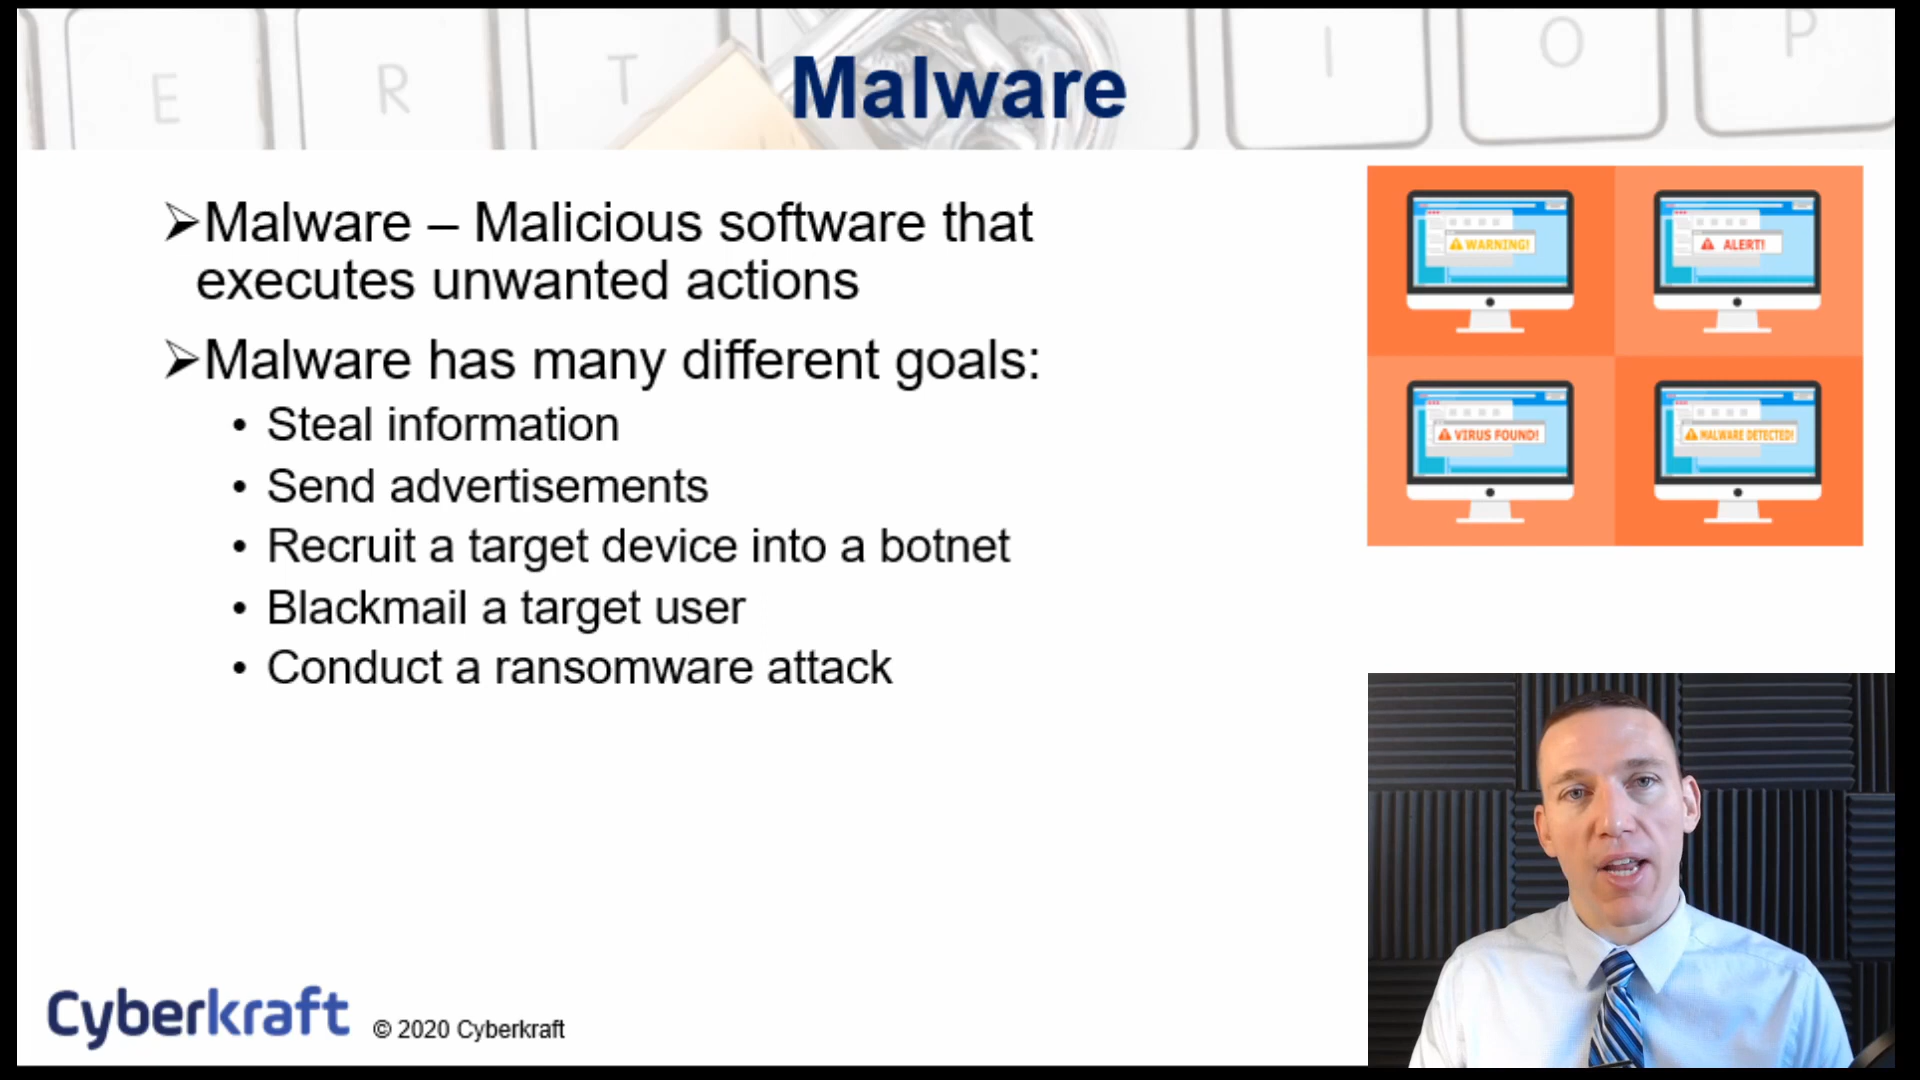 E R T I O P
Malware
➢Malware – Malicious software that
executes unwanted actions
➢Malware has many different goals:
• Steal information
• Send advertisements
• Recruit a target device into a botnet
• Blackmail a target user
• Conduct a ransomware attack
WARNING!
ALERT!
VIRUS FOUND!
MALWARE DETECTED!
Cyberkraft © 2020 Cyberkraft